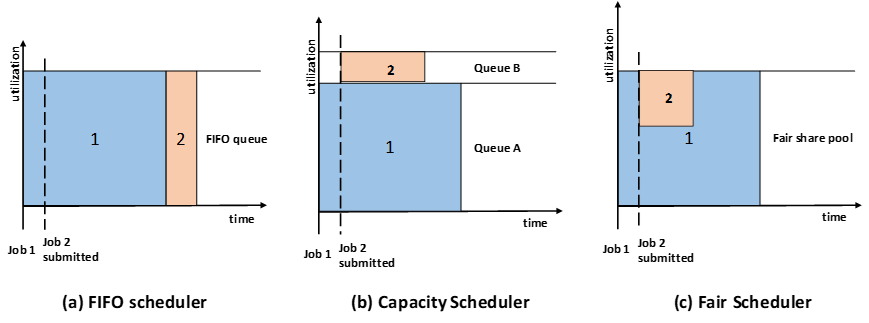 utilization
1
2
FIFO queue
time
Job 1
Job 2
submitted
(a) FIFO scheduler
utilization
2
Queue B
1
Queue A
time
Job 1
Job 2
submitted
(b) Capacity Scheduler
utilization
2
1
Fair share pool
time
Job 1
Job 2
submitted
(c) Fair Scheduler